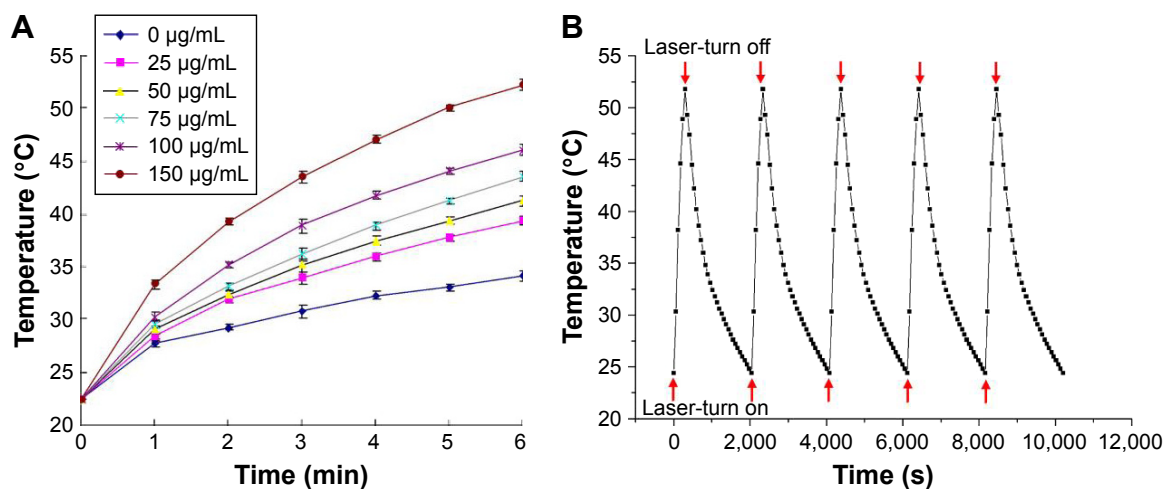 A
0 µg/mL
25 µg/mL
50 µg/mL
75 µg/mL
100 µg/mL
150 µg/mL
Temperature (°C)
55
50
45
40
35
30
25
20
0 1 2 3 4 5 6
Time (min)
B
Laser-turn off
Temperature (°C)
55
50
45
40
35
30
25
20
Laser-turn on
0 2,000 4,000 6,000 8,000 10,000 12,000
Time (s)